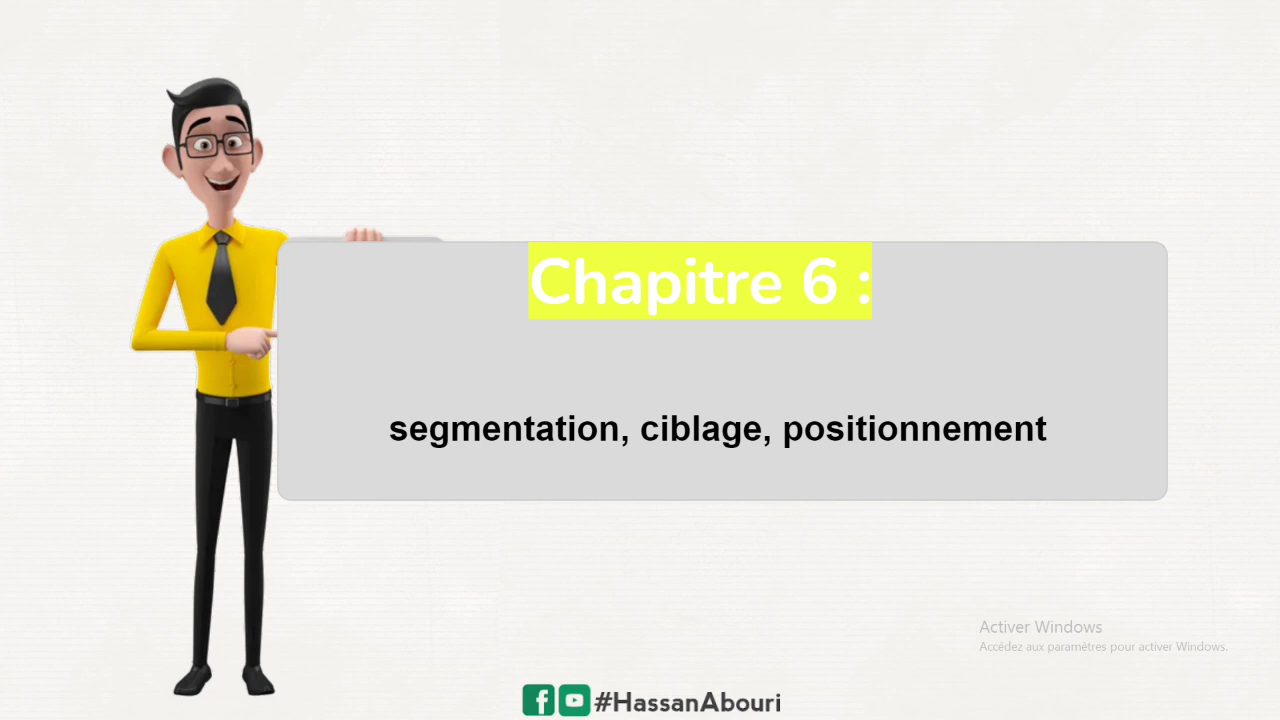 Chapitre 6 :
segmentation, ciblage, positionnement
Activer Windows
Accédez aux paramètres pour activer Windows.
#HassanAbouri